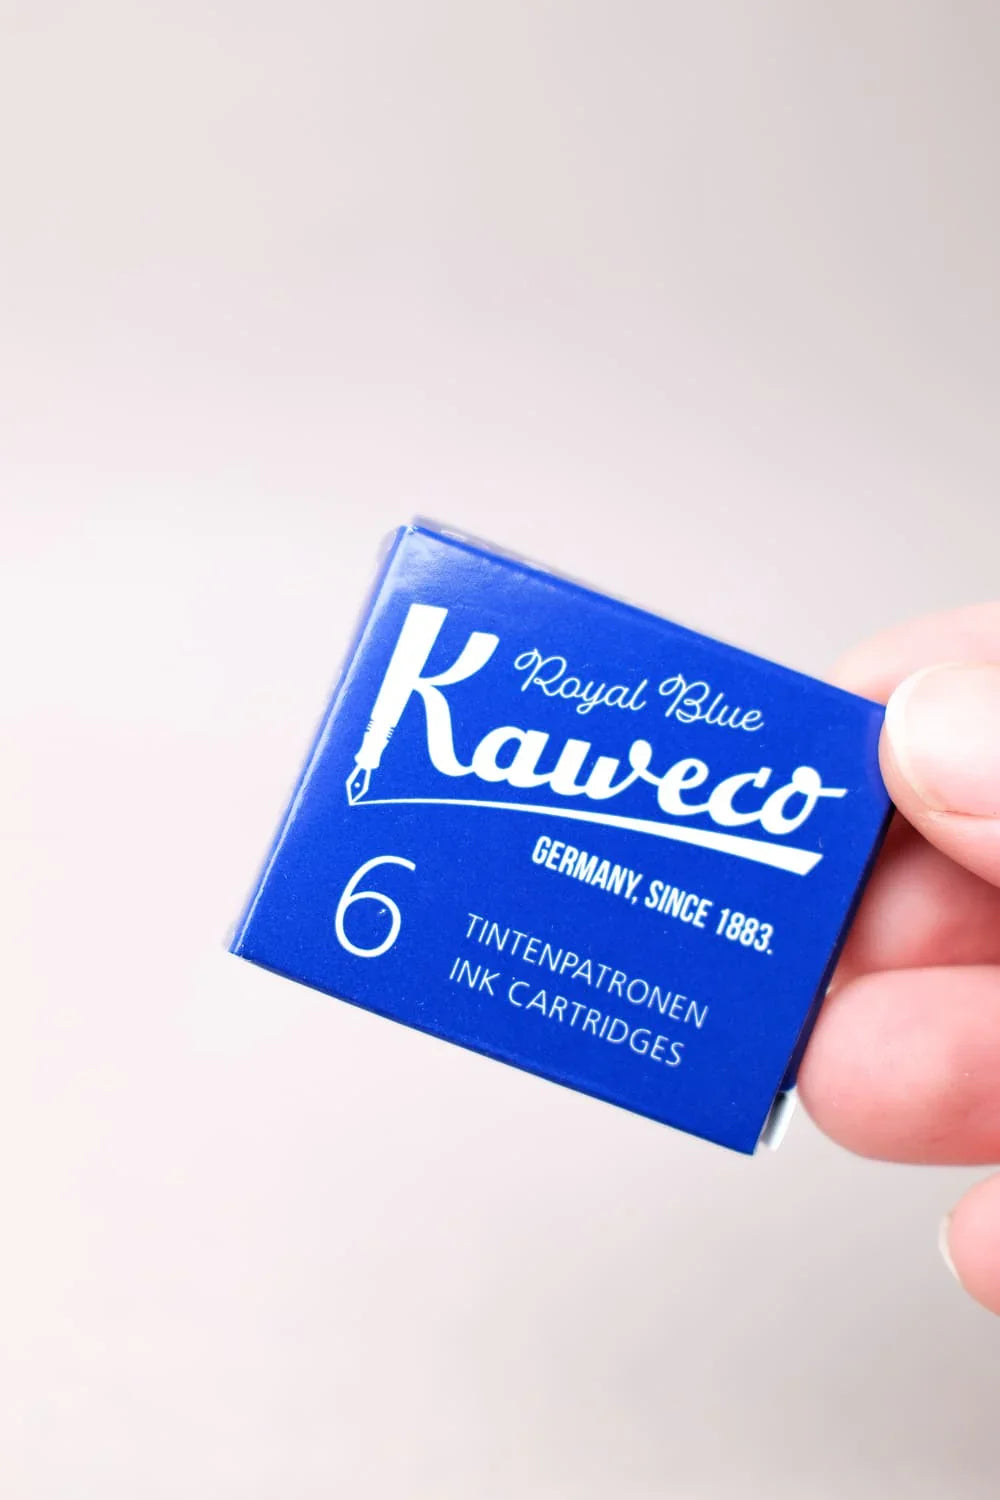 Royal Blue
Kaweco
GERMANY, SINCE 1883.
6
TINTENPATRONEN
INK CARTRIDGES